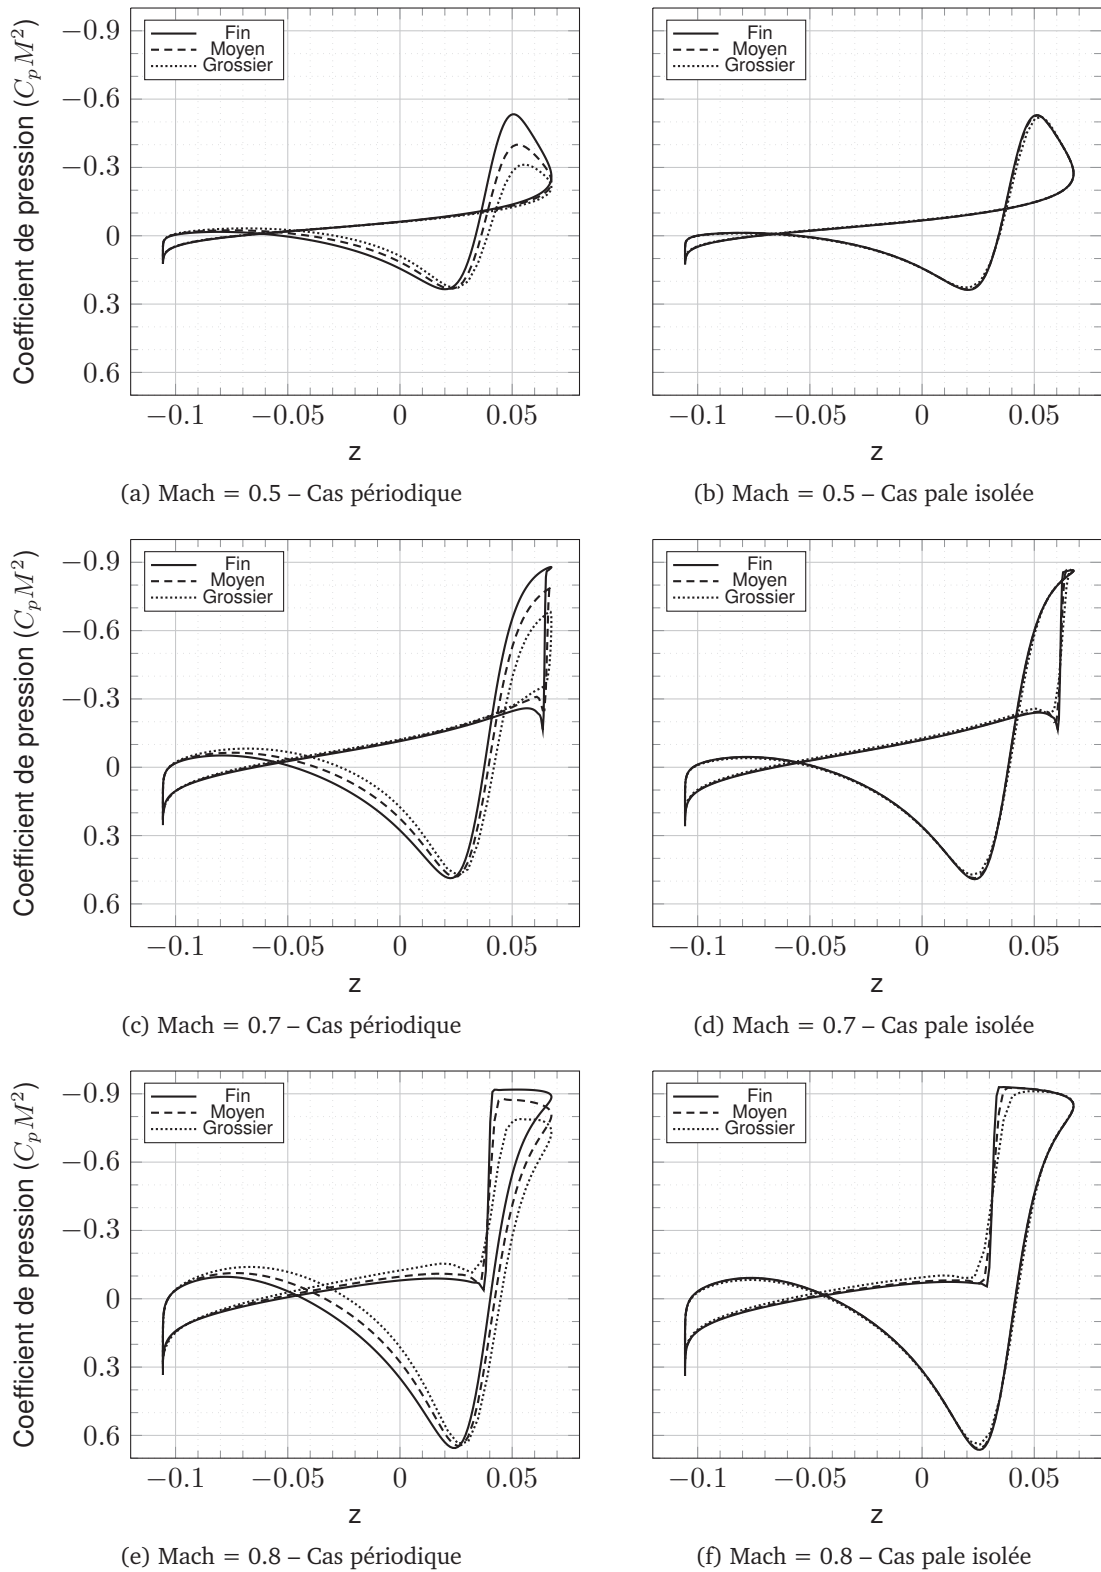 Coefficient de pression (C_pM²)
−0.9
−0.6
−0.3
0
0.3
0.6
Fin
Moyen
Grossier
−0.1
−0.05
0
0.05
z
(a) Mach = 0.5 – Cas périodique
Fin
Moyen
Grossier
−0.1
−0.05
0
0.05
z
(b) Mach = 0.5 – Cas pale isolée
Coefficient de pression (C_pM²)
−0.9
−0.6
−0.3
0
0.3
0.6
Fin
Moyen
Grossier
−0.1
−0.05
0
0.05
z
(c) Mach = 0.7 – Cas périodique
Fin
Moyen
Grossier
−0.1
−0.05
0
0.05
z
(d) Mach = 0.7 – Cas pale isolée
Coefficient de pression (C_pM²)
−0.9
−0.6
−0.3
0
0.3
0.6
Fin
Moyen
Grossier
−0.1
−0.05
0
0.05
z
(e) Mach = 0.8 – Cas périodique
Fin
Moyen
Grossier
−0.1
−0.05
0
0.05
z
(f) Mach = 0.8 – Cas pale isolée